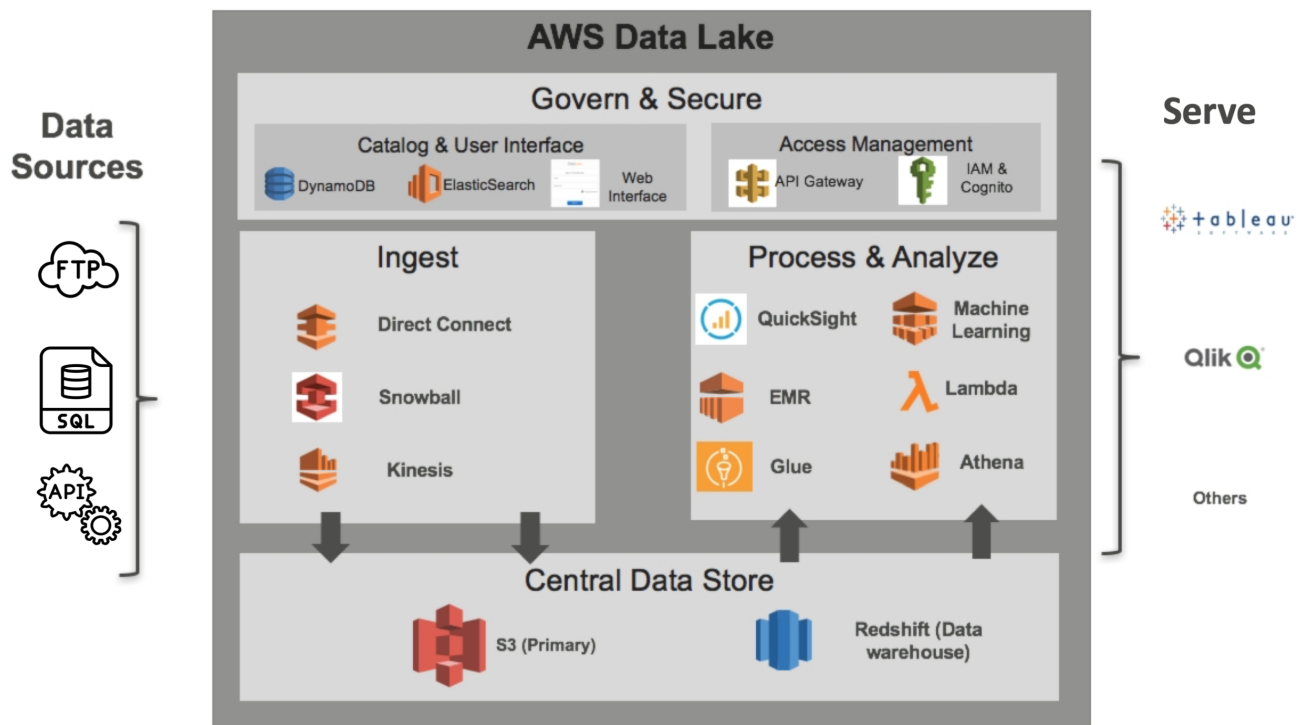 AWS Data Lake
Govern & Secure
Catalog & User Interface
DynamoDB
ElasticSearch
Web
Interface
Access Management
API Gateway
IAM &
Cognito
Data
Sources
FTP
SQL
API
Ingest
Direct Connect
Snowball
Kinesis
Process & Analyze
QuickSight
Machine
Learning
EMR
Lambda
Glue
Athena
Central Data Store
S3 (Primary)
Redshift (Data
warehouse)
Serve
tableau
SOFTWARE
Qlik
Others